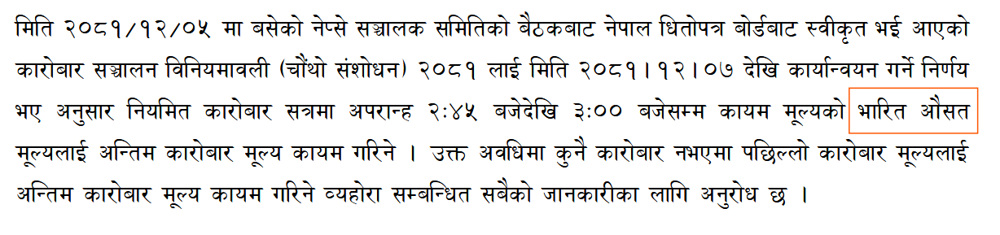 मिति २०८१/१२/०५ मा बसेको नेप्से सञ्चालक समितिको बैठकबाट नेपाल धितोपत्र बोर्डबाट स्वीकृत भई आएको
कारोबार सञ्चालन विनियमावली (चौंथो संशोधन) २०८१ लाई मिति २०८१।१२।०७ देखि कार्यान्वयन गर्ने निर्णय
भए अनुसार नियमित कारोबार सत्रमा अपरान्ह २:४५ बजेदेखि ३:०० बजेसम्म कायम मूल्यको भारित औसत
मूल्यलाई अन्तिम कारोबार मूल्य कायम गरिने । उक्त अवधिमा कुनै कारोबार नभएमा पछिल्लो कारोबार मूल्यलाई
अन्तिम कारोबार मूल्य कायम गरिने व्यहोरा सम्बन्धित सबैको जानकारीका लागि अनुरोध छ ।